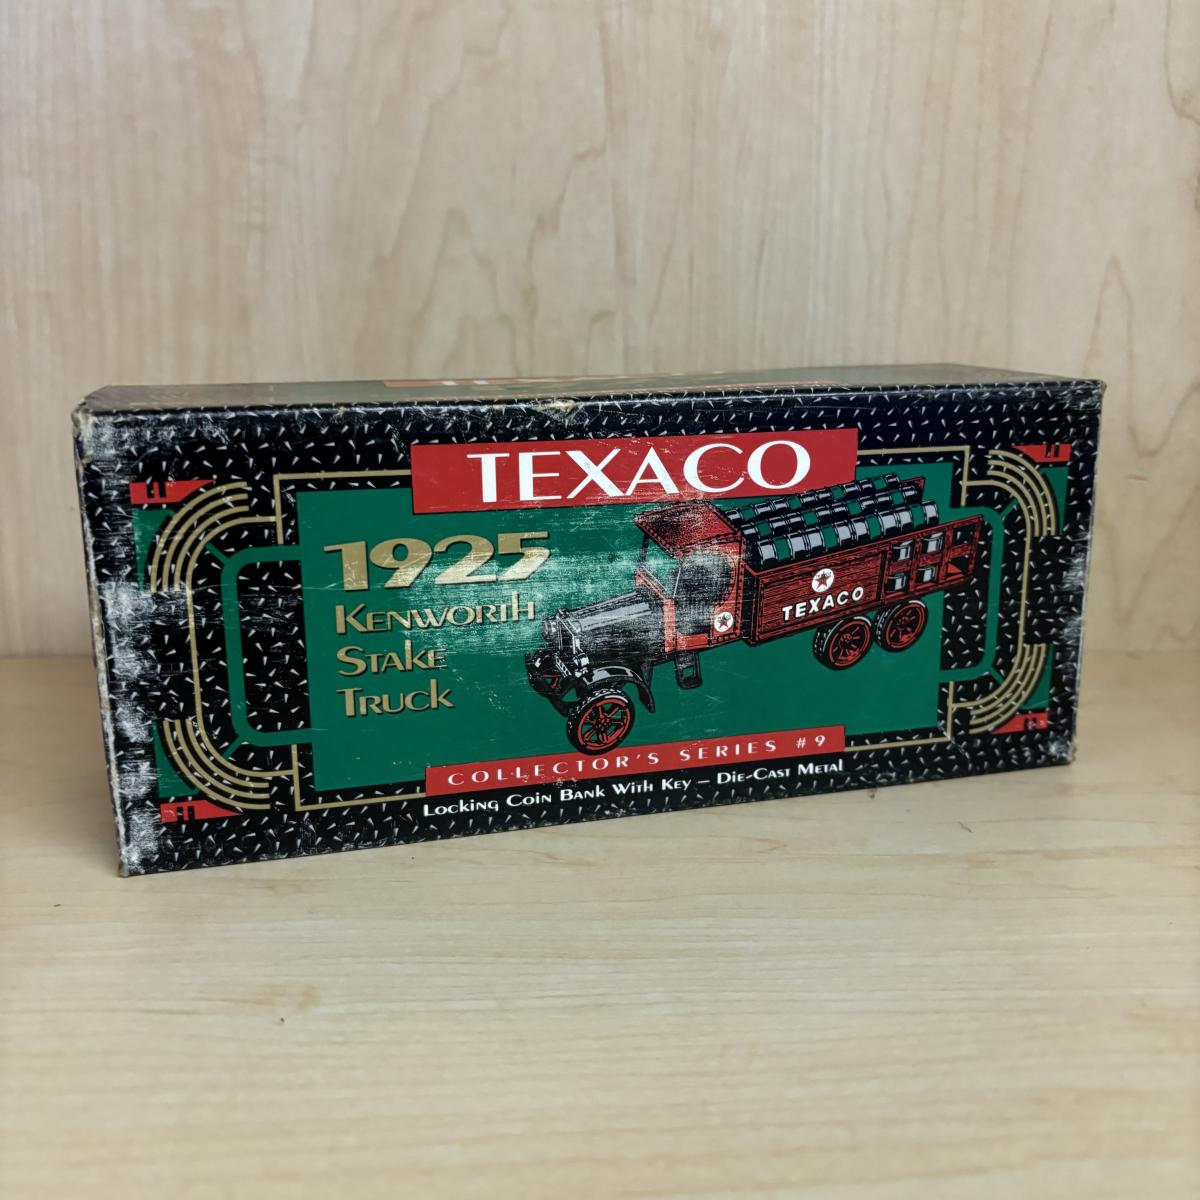 TEXACO
1925
KENWORTH
STAKE
TRUCK
TEXACO
COLLECTOR'S SERIES #9
LOCKING COIN BANK WITH KEY – DIE-CAST METAL